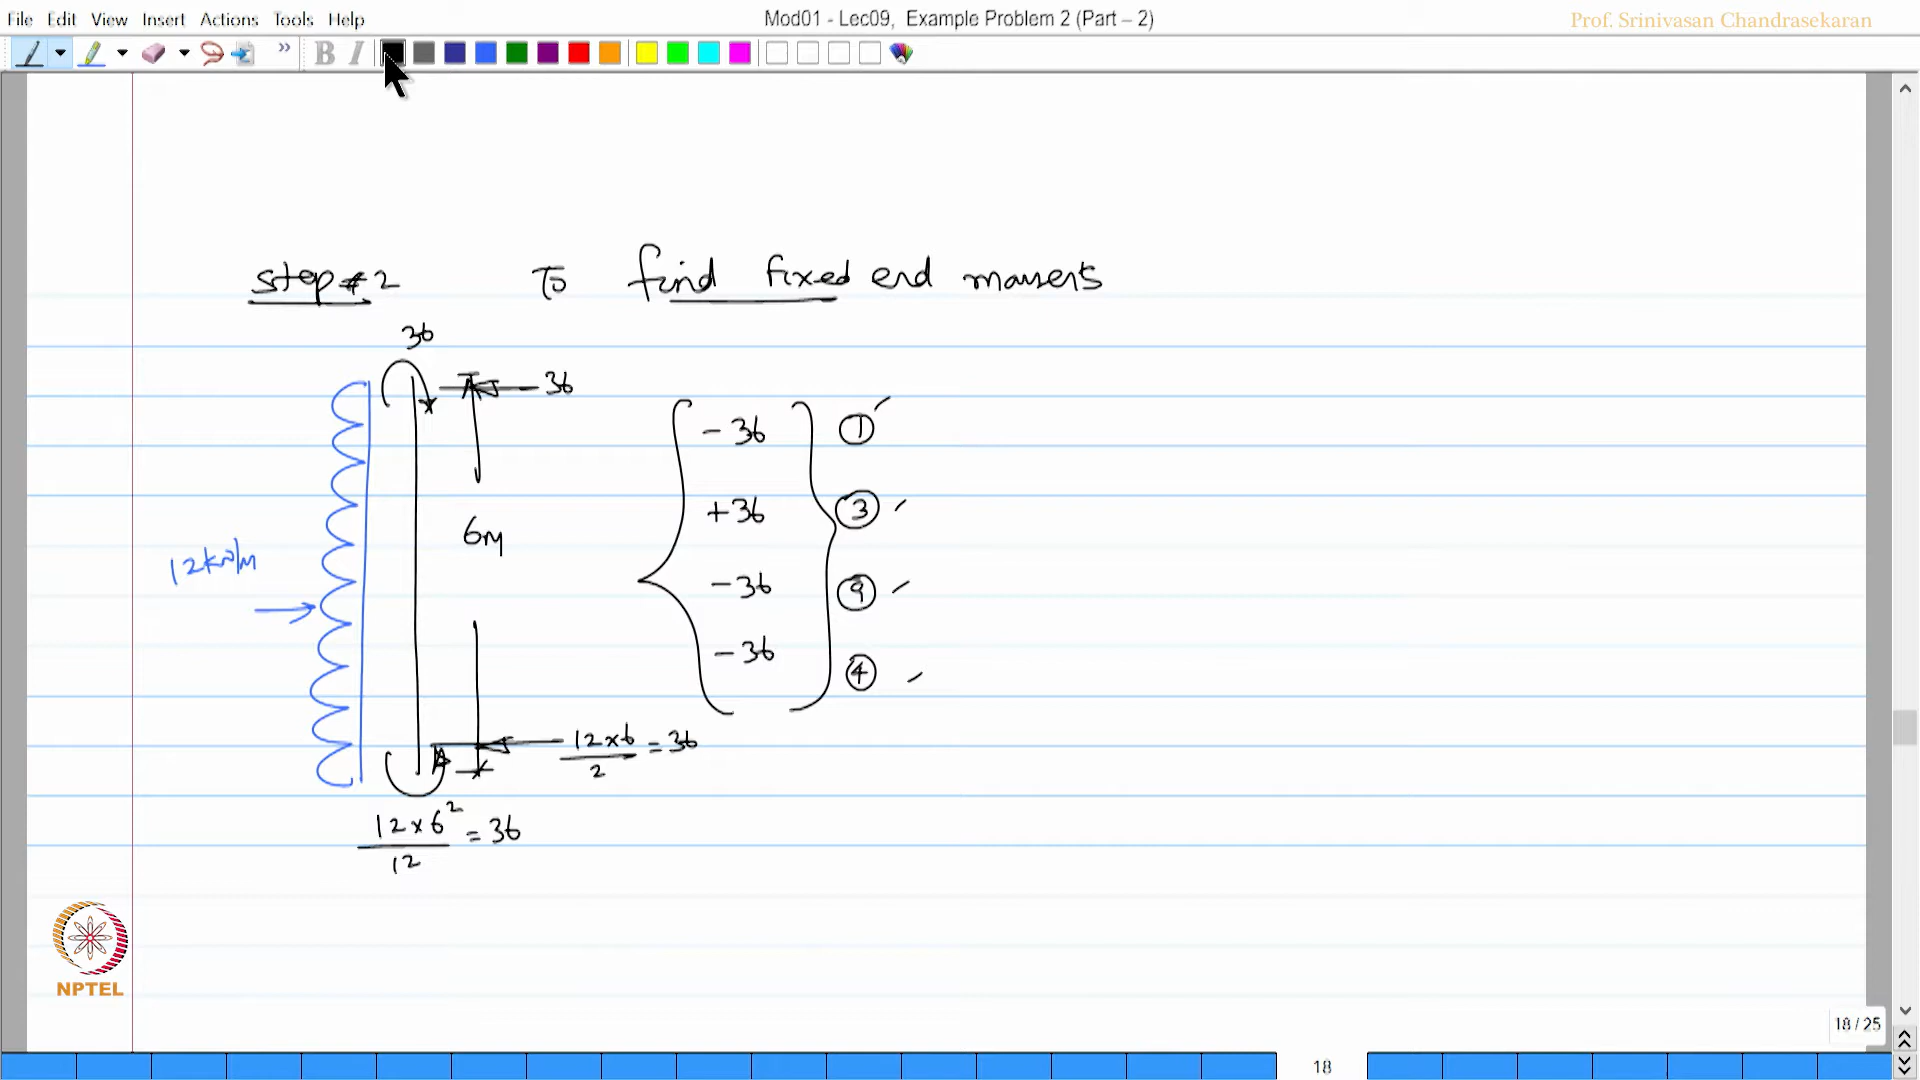 File Edit View Insert Actions Tools Help
Mod01 - Lec09, Example Problem 2 (Part – 2)
Prof. Srinivasan Chandrasekaran
B I
step # 2 To find fixed end moments
36
36
12kN/m
6m
- 36 1
+ 36 3
- 36 9
- 36 4
12 x 6 / 2 = 36
12 x 6² / 12 = 36
NPTEL
18 / 25
18